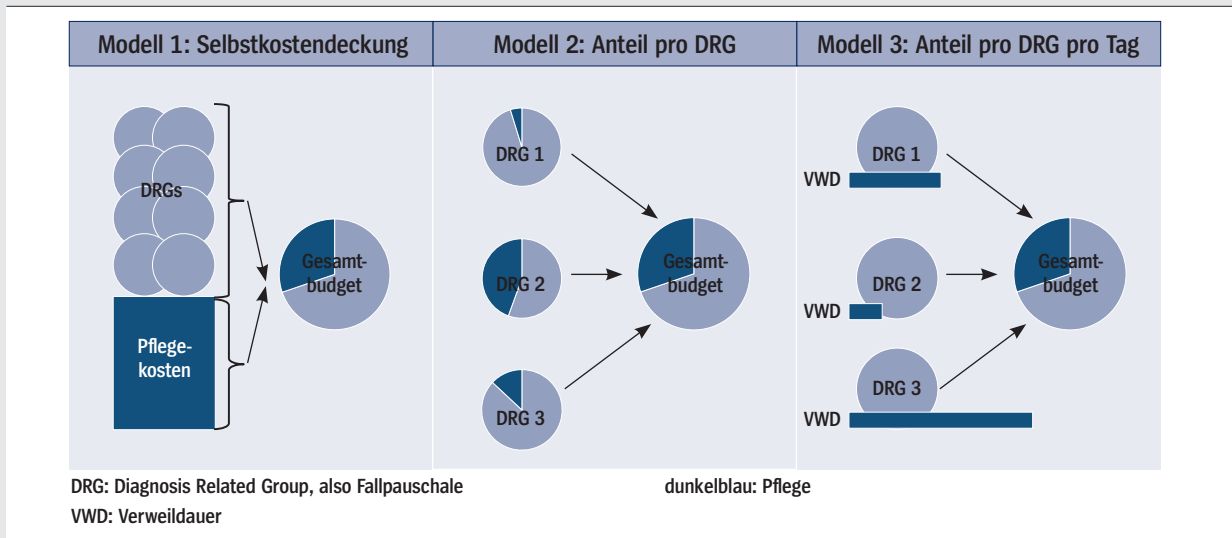 Modell 1: Selbstkostendeckung
DRGs
Pflege-
kosten
Gesamt-
budget
Modell 2: Anteil pro DRG
DRG 1
DRG 2
DRG 3
Gesamt-
budget
Modell 3: Anteil pro DRG pro Tag
DRG 1
VWD
DRG 2
VWD
DRG 3
VWD
Gesamt-
budget
DRG: Diagnosis Related Group, also Fallpauschale
dunkelblau: Pflege
VWD: Verweildauer